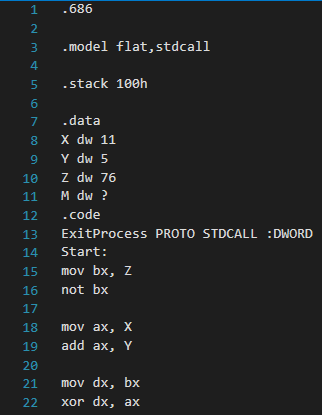 1 .686
2
3 .model flat,stdcall
4
5 .stack 100h
6
7 .data
8 X dw 11
9 Y dw 5
10 Z dw 76
11 M dw ?
12 .code
13 ExitProcess PROTO STDCALL :DWORD
14 Start:
15 mov bx, Z
16 not bx
17
18 mov ax, X
19 add ax, Y
20
21 mov dx, bx
22 xor dx, ax